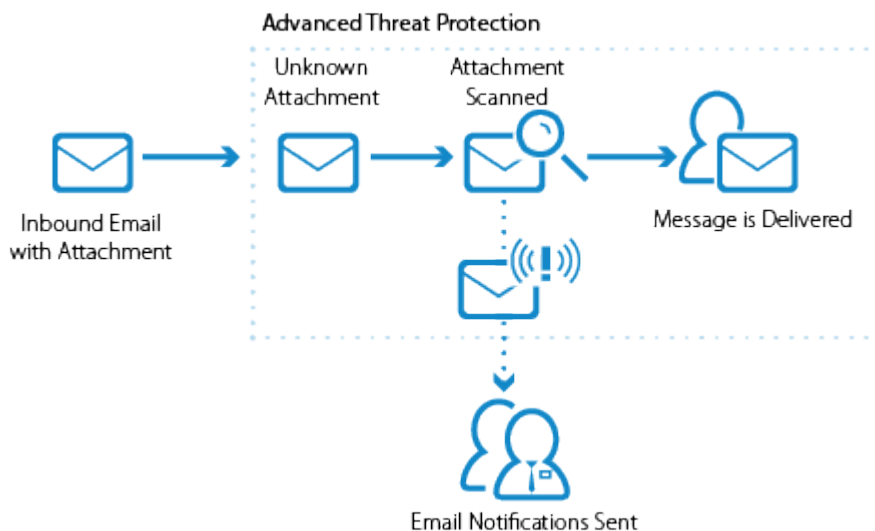 Advanced Threat Protection
Unknown
Attachment
Attachment
Scanned
Inbound Email
with Attachment
Message is Delivered
Email Notifications Sent